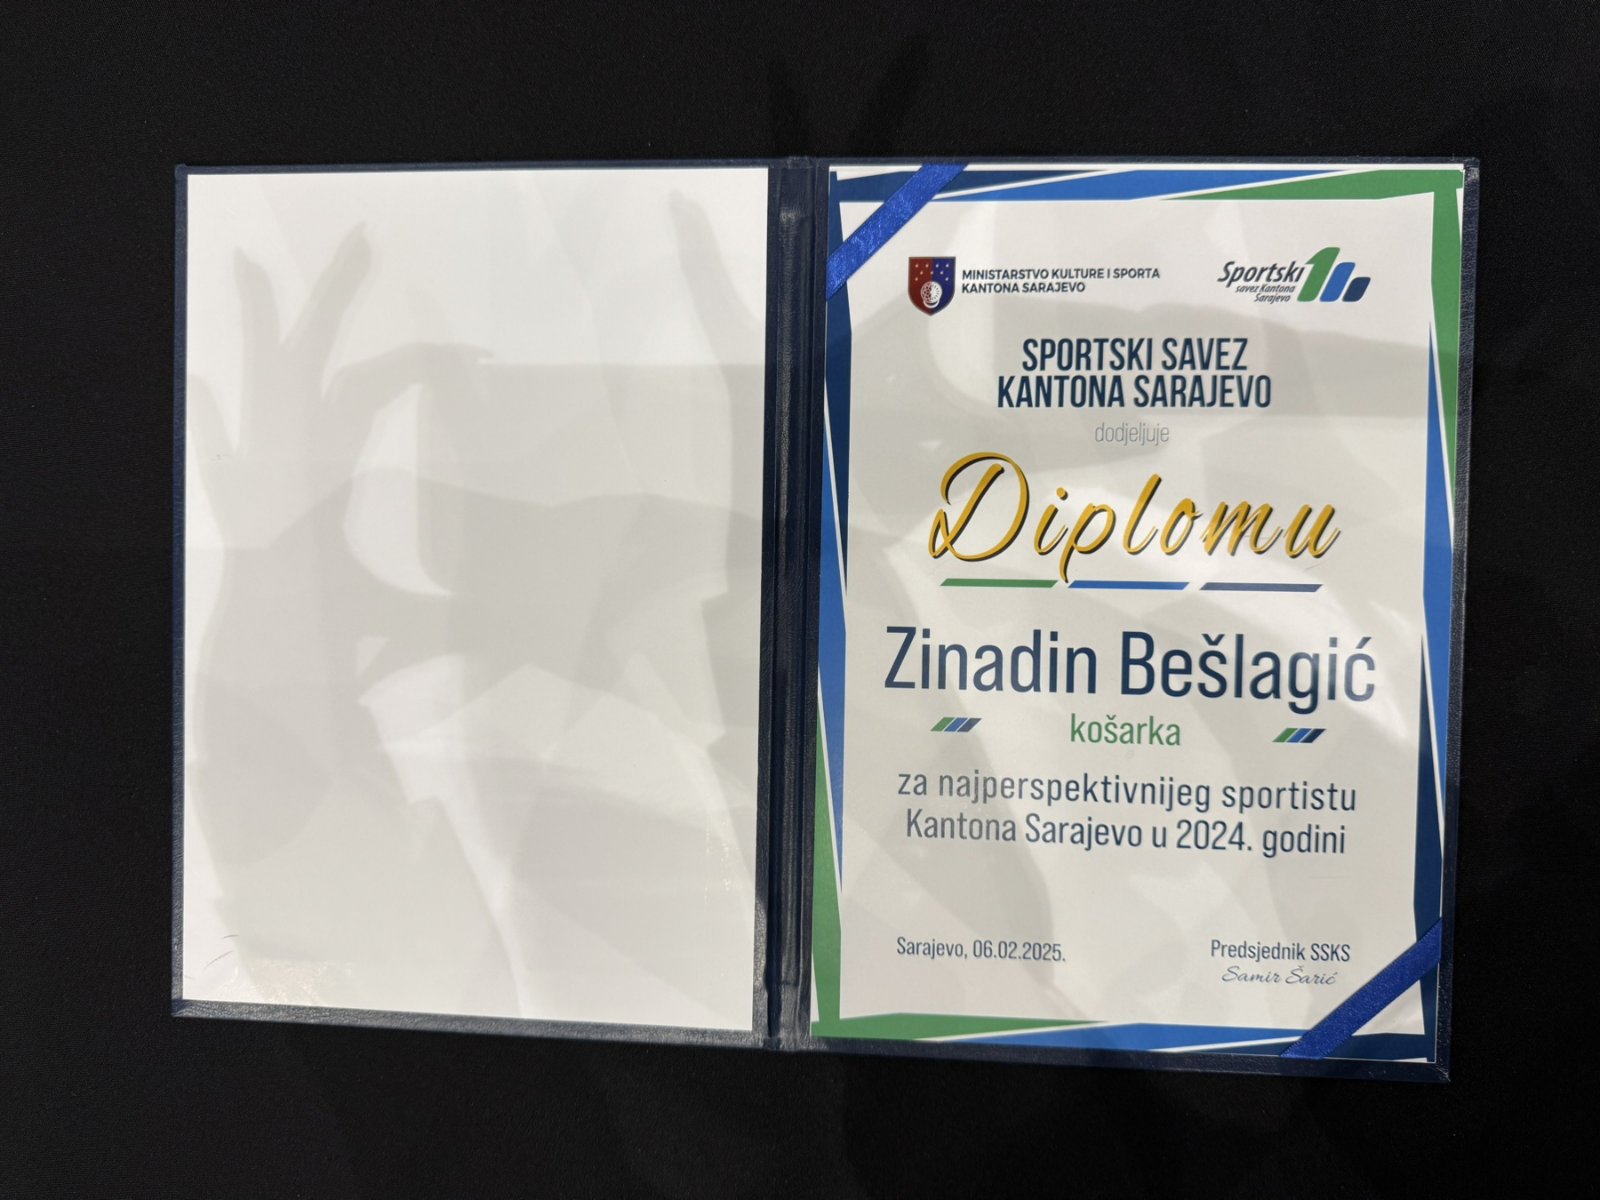 MINISTARSTVO KULTURE I SPORTA
KANTONA SARAJEVO
Sportski
savez Kantona
Sarajevo
SPORTSKI SAVEZ
KANTONA SARAJEVO
dodjeljuje
Diplomu
Zinadin Bešlagić
košarka
za najperspektivnijeg sportistu
Kantona Sarajevo u 2024. godini
Sarajevo, 06.02.2025.
Predsjednik SSKS
Samir Šarić